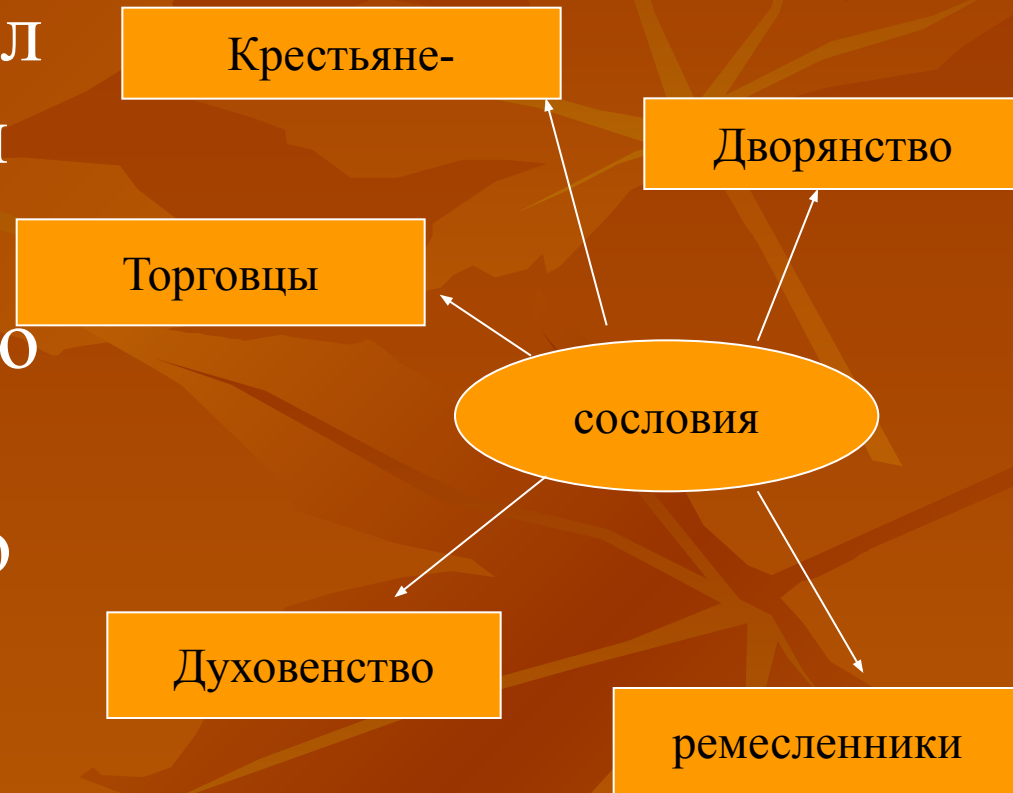 Крестьяне-
Дворянство
Торговцы
сословия
Духовенство
ремесленники